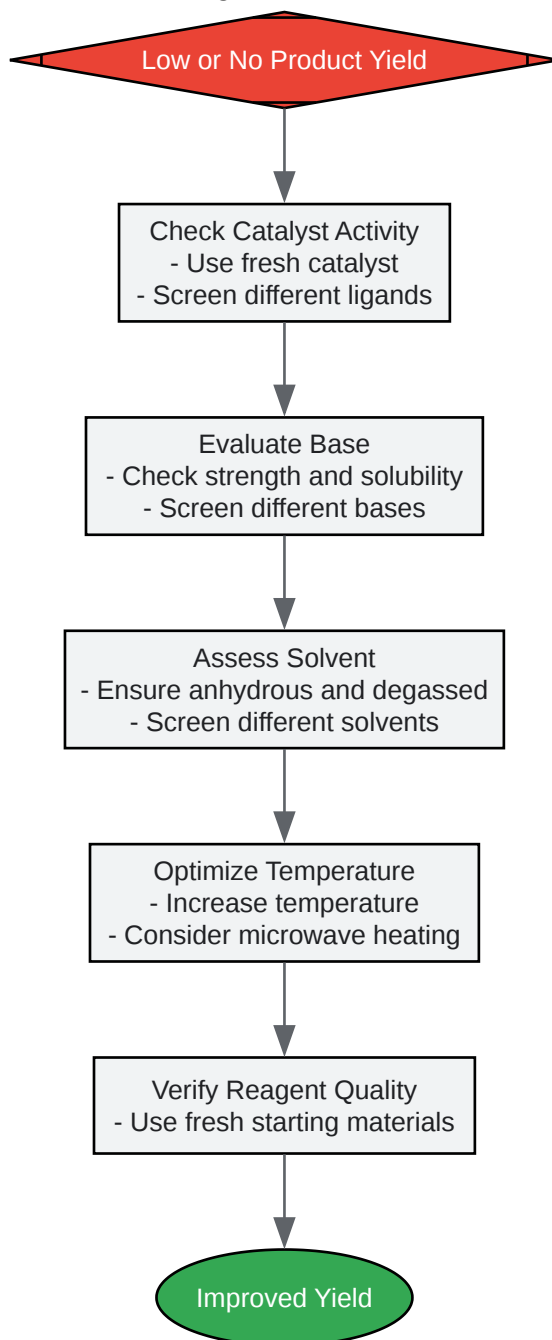 Low or No Product Yield
Check Catalyst Activity
- Use fresh catalyst
- Screen different ligands
Evaluate Base
- Check strength and solubility
- Screen different bases
Assess Solvent
- Ensure anhydrous and degassed
- Screen different solvents
Optimize Temperature
- Increase temperature
- Consider microwave heating
Verify Reagent Quality
- Use fresh starting materials
Improved Yield